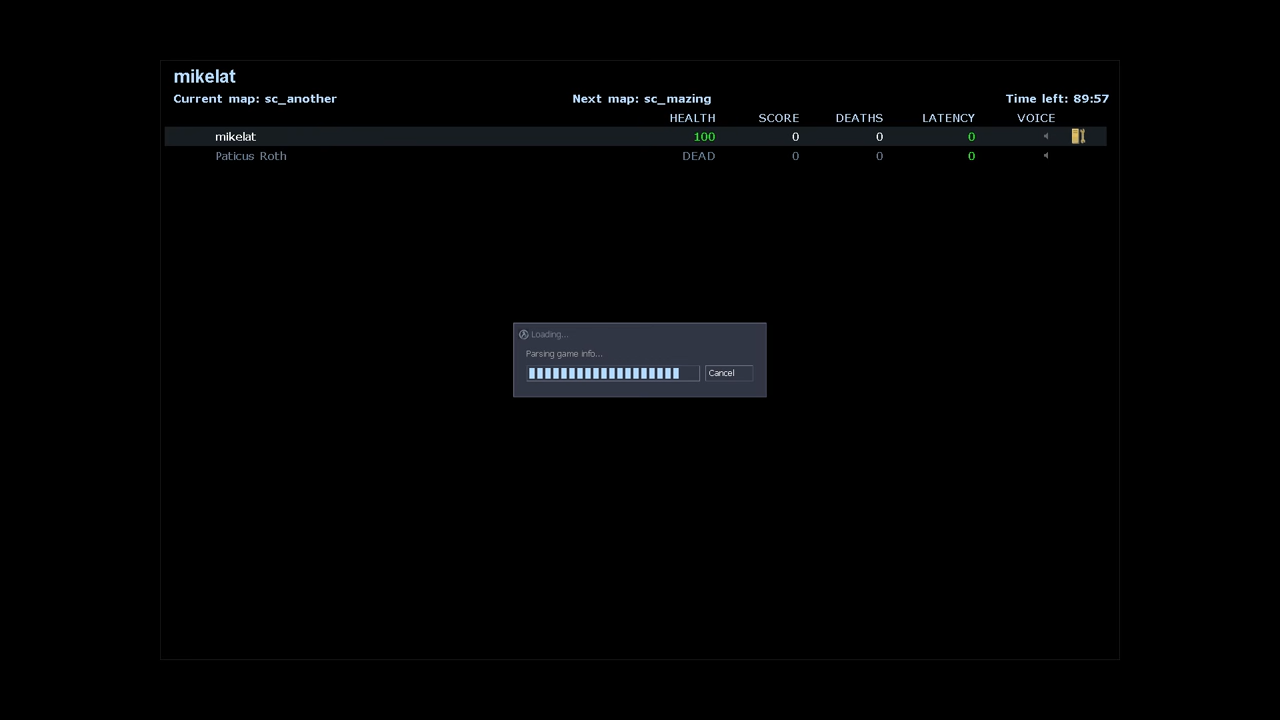 mikelat
Current map: sc_another Next map: sc_mazing Time left: 89:57
HEALTH SCORE DEATHS LATENCY VOICE
mikelat 100 0 0 0
Paticus Roth DEAD 0 0 0
Loading...
Parsing game info...
Cancel